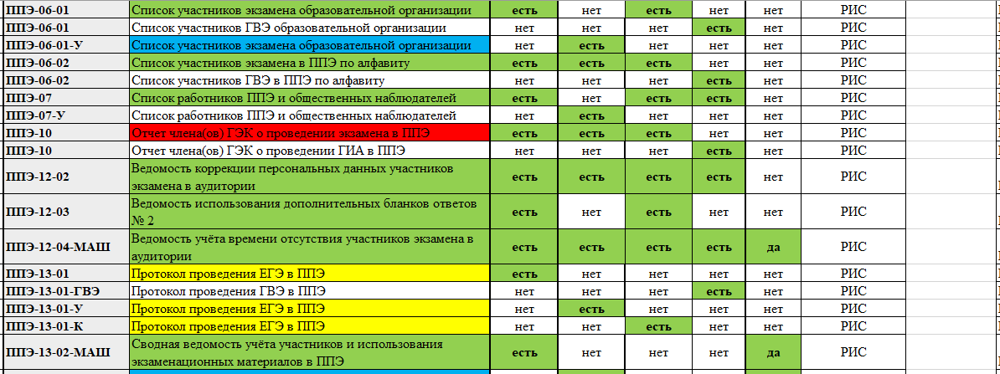 ППЭ-06-01 Список участников экзамена образовательной организации есть нет есть нет нет РИС
ППЭ-06-01 Список участников ГВЭ образовательной организации нет нет нет есть нет РИС
ППЭ-06-01-У Список участников экзамена образовательной организации нет есть нет нет нет РИС
ППЭ-06-02 Список участников экзамена в ППЭ по алфавиту есть есть есть нет нет РИС
ППЭ-06-02 Список участников ГВЭ в ППЭ по алфавиту нет нет нет есть нет РИС
ППЭ-07 Список работников ППЭ и общественных наблюдателей есть нет есть есть нет РИС
ППЭ-07-У Список работников ППЭ и общественных наблюдателей нет есть нет нет нет РИС
ППЭ-10 Отчет члена(ов) ГЭК о проведении экзамена в ППЭ есть есть есть нет нет РИС
ППЭ-10 Отчет члена(ов) ГЭК о проведении ГИА в ППЭ нет нет нет есть нет РИС
ППЭ-12-02 Ведомость коррекции персональных данных участников
экзамена в аудитории есть есть есть есть нет РИС
ППЭ-12-03 Ведомость использования дополнительных бланков ответов
№ 2 есть нет есть нет нет РИС
ППЭ-12-04-МАШ Ведомость учёта времени отсутствия участников экзамена в
аудитории есть есть есть есть да РИС
ППЭ-13-01 Протокол проведения ЕГЭ в ППЭ есть нет нет нет нет РИС
ППЭ-13-01-ГВЭ Протокол проведения ГВЭ в ППЭ нет нет нет есть нет РИС
ППЭ-13-01-У Протокол проведения ЕГЭ в ППЭ нет есть нет нет нет РИС
ППЭ-13-01-К Протокол проведения ЕГЭ в ППЭ нет нет есть нет нет РИС
ППЭ-13-02-МАШ Сводная ведомость учёта участников и использования
экзаменационных материалов в ППЭ есть нет нет нет да РИС